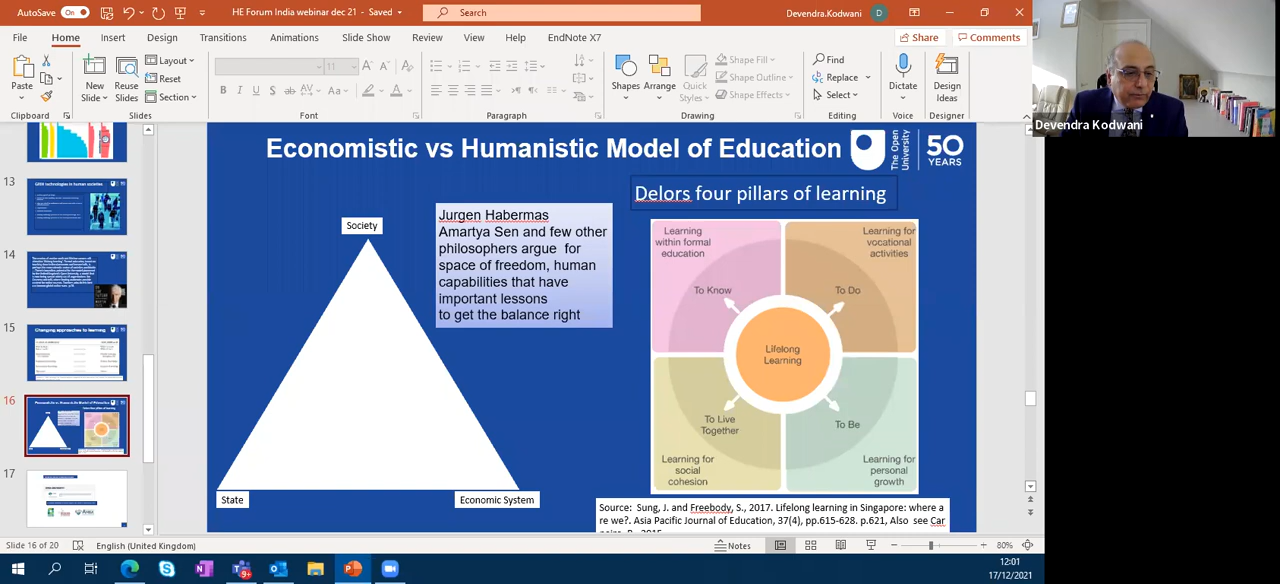 AutoSave On
HE Forum India webinar dec 21 - Saved
Search
Devendra.Kodwani
D
File Home Insert Design Transitions Animations Slide Show Review View Help EndNote X7
Share Comments
Paste
New
Slide
Reuse
Slides
Layout
Reset
Section
11
Shapes
Arrange
Quick
Styles
Shape Fill
Shape Outline
Shape Effects
Find
Replace
Select
Dictate
Design
Ideas
Clipboard Slides Font Paragraph Drawing Editing Voice Designer
Devendra Kodwani
13
14
15
Changing approaches to learning
16
17
Economistic vs Humanistic Model of Education
The Open
University
50
YEARS
Delors four pillars of learning
Society
State
Economic System
Jurgen Habermas
Amartya Sen and few other
philosophers argue for
space of freedom, human
capabilities that have
important lessons
to get the balance right
Learning
within formal
education
To Know
Learning for
vocational
activities
To Do
Lifelong
Learning
To Live
Together
Learning for
social
cohesion
To Be
Learning for
personal
growth
Source: Sung, J. and Freebody, S., 2017. Lifelong learning in Singapore: where a
re we?. Asia Pacific Journal of Education, 37(4), pp.615-628. p.621, Also see Car
Slide 16 of 20
English (United Kingdom)
Notes
80%
12:01
17/12/2021